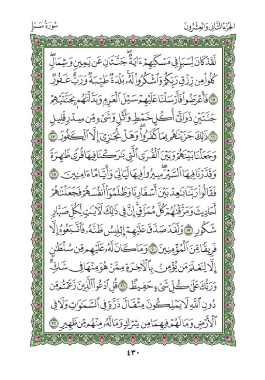 الجزء الثاني والعشرون سورة سبإ
لَقَدْ كَانَ لِسَبَإٍ فِي مَسْكَنِهِمْ ءَايَةٌ جَنَّتَانِ عَن يَمِينٍ وَشِمَالٍ
كُلُوا۟ مِن رِّزْقِ رَبِّكُمْ وَٱشْكُرُوا۟ لَهُۥ بَلْدَةٌ طَيِّبَةٌ وَرَبٌّ غَفُورٌ
﴿١٥﴾ فَأَعْرَضُوا۟ فَأَرْسَلْنَا عَلَيْهِمْ سَيْلَ ٱلْعَرِمِ وَبَدَّلْنَٰهُم بِجَنَّتَيْهِمْ
جَنَّتَيْنِ ذَوَاتَىْ أُكُلٍ خَمْطٍ وَأَثْلٍ وَشَىْءٍ مِّن سِدْرٍ قَلِيلٍ
﴿١٦﴾ ذَٰلِكَ جَزَيْنَٰهُم بِمَا كَفَرُوا۟ وَهَلْ نُجَٰزِىٓ إِلَّا ٱلْكَفُورَ ﴿١٧﴾
وَجَعَلْنَا بَيْنَهُمْ وَبَيْنَ ٱلْقُرَى ٱلَّتِى بَٰرَكْنَا فِيهَا قُرًى ظَٰهِرَةً
وَقَدَّرْنَا فِيهَا ٱلسَّيْرَ سِيرُوا۟ فِيهَا لَيَالِىَ وَأَيَّامًا ءَامِنِينَ ﴿١٨﴾
فَقَالُوا۟ رَبَّنَا بَٰعِدْ بَيْنَ أَسْفَارِنَا وَظَلَمُوٓا۟ أَنفُسَهُمْ فَجَعَلْنَٰهُمْ
أَحَادِيثَ وَمَزَّقْنَٰهُمْ كُلَّ مُمَزَّقٍ إِنَّ فِى ذَٰلِكَ لَءَايَٰتٍ لِّكُلِّ صَبَّارٍ
شَكُورٍ ﴿١٩﴾ وَلَقَدْ صَدَّقَ عَلَيْهِمْ إِبْلِيسُ ظَنَّهُۥ فَٱتَّبَعُوهُ إِلَّا
فَرِيقًا مِّنَ ٱلْمُؤْمِنِينَ ﴿٢٠﴾ وَمَا كَانَ لَهُۥ عَلَيْهِم مِّن سُلْطَٰنٍ
إِلَّا لِنَعْلَمَ مَن يُؤْمِنُ بِٱلْءَاخِرَةِ مِمَّنْ هُوَ مِنْهَا فِى شَكٍّ
وَرَبُّكَ عَلَىٰ كُلِّ شَىْءٍ حَفِيظٌ ﴿٢١﴾ قُلِ ٱدْعُوا۟ ٱلَّذِينَ زَعَمْتُم مِّن
دُونِ ٱللَّهِ لَا يَمْلِكُونَ مِثْقَالَ ذَرَّةٍ فِى ٱلسَّمَٰوَٰتِ وَلَا فِى
ٱلْأَرْضِ وَمَا لَهُمْ فِيهِمَا مِن شِرْكٍ وَمَا لَهُۥ مِنْهُم مِّن ظَهِيرٍ ﴿٢٢﴾
٤٣٠